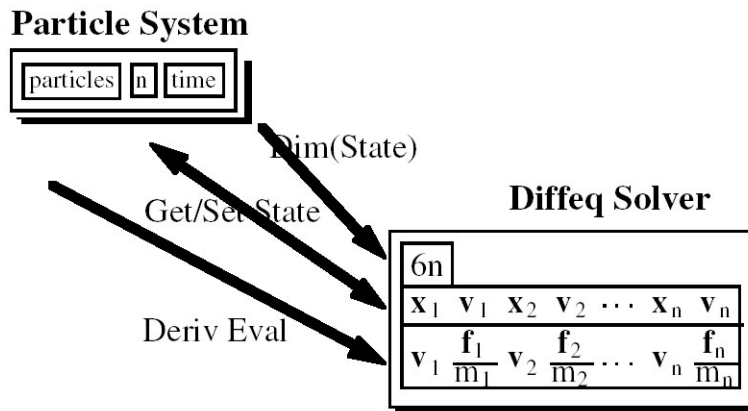 Particle System
particles n time
Dim(State)
Get/Set State
Diffeq Solver
6n
x₁ v₁ x₂ v₂ ··· xₙ vₙ
Deriv Eval
v₁ f₁/m₁ v₂ f₂/m₂ ··· vₙ fₙ/mₙ